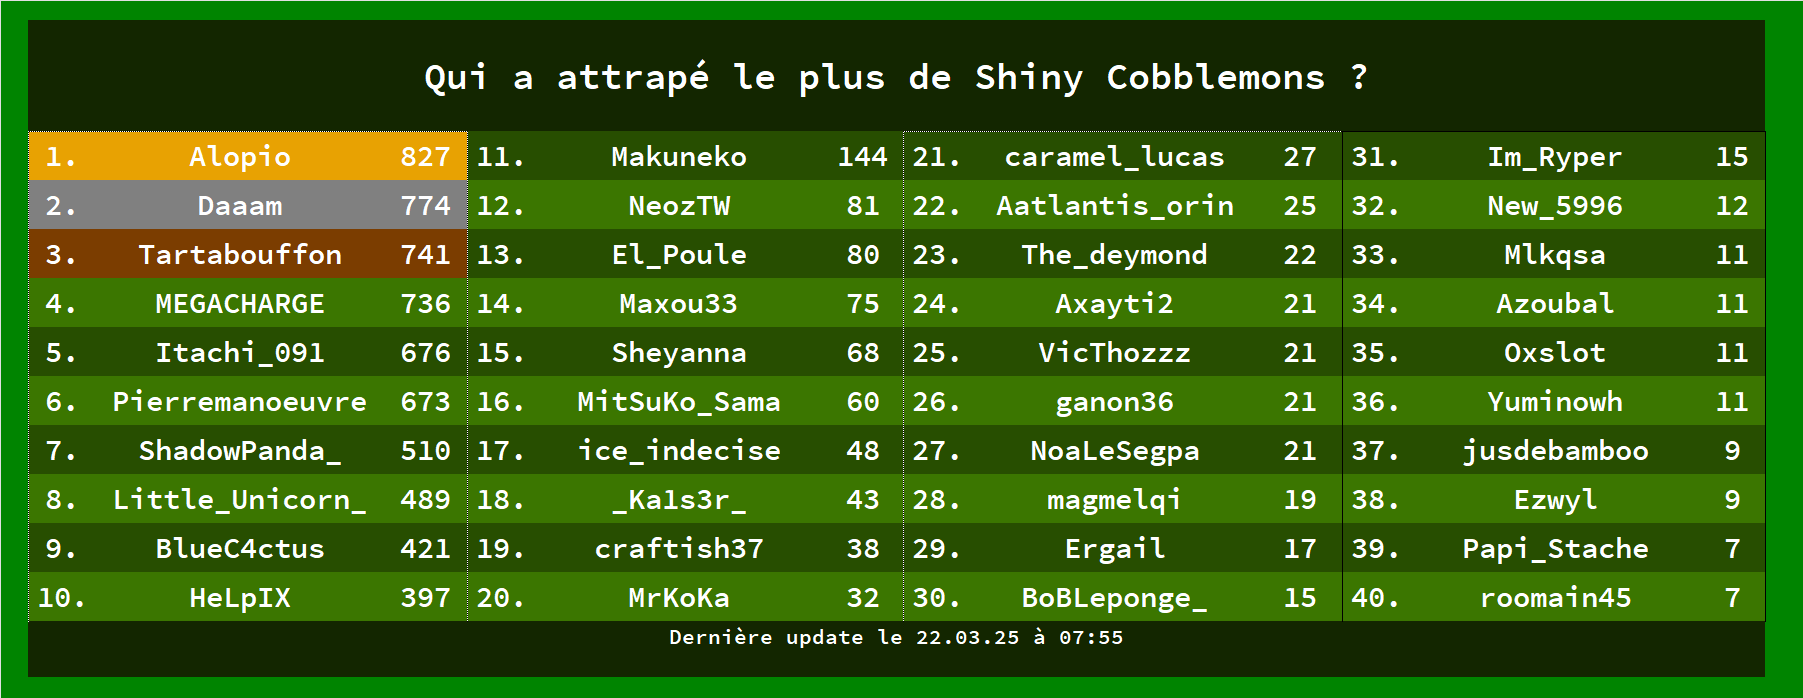 Qui a attrapé le plus de Shiny Cobblemons ?
1. Alopio 827 11. Makuneko 144 21. caramel_lucas 27 31. Im_Ryper 15
2. Daaam 774 12. NeozTW 81 22. Aatlantis_orin 25 32. New_5996 12
3. Tartabouffon 741 13. El_Poule 80 23. The_deymond 22 33. Mlkqsa 11
4. MEGACHARGE 736 14. Maxou33 75 24. Axayti2 21 34. Azoubal 11
5. Itachi_091 676 15. Sheyanna 68 25. VicThozzz 21 35. Oxslot 11
6. Pierremanoeuvre 673 16. MitSuKo_Sama 60 26. ganon36 21 36. Yuminowh 11
7. ShadowPanda_ 510 17. ice_indecise 48 27. NoaLeSegpa 21 37. jusdebamboo 9
8. Little_Unicorn_ 489 18. _Ka1s3r_ 43 28. magmelqi 19 38. Ezwyl 9
9. BlueC4ctus 421 19. craftish37 38 29. Ergail 17 39. Papi_Stache 7
10. HeLpIX 397 20. MrKoKa 32 30. BoBLeponge_ 15 40. roomain45 7
Dernière update le 22.03.25 à 07:55